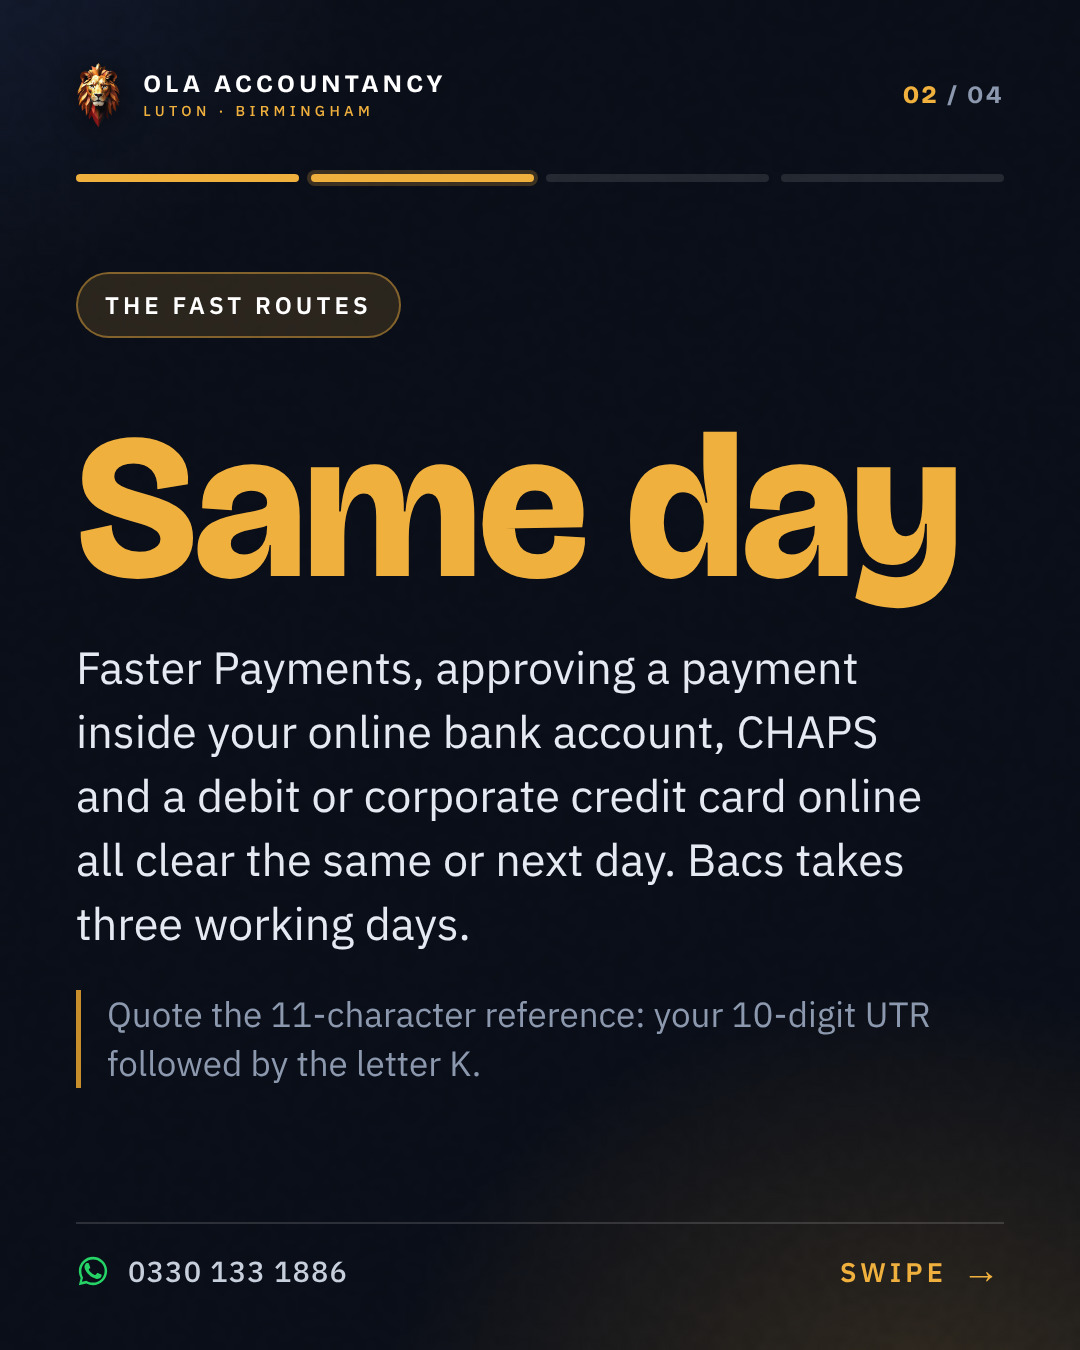 OLA ACCOUNTANCY
LUTON · BIRMINGHAM
02 / 04
THE FAST ROUTES
Same day
Faster Payments, approving a payment
inside your online bank account, CHAPS
and a debit or corporate credit card online
all clear the same or next day. Bacs takes
three working days.
Quote the 11-character reference: your 10-digit UTR
followed by the letter K.
0330 133 1886
SWIPE →